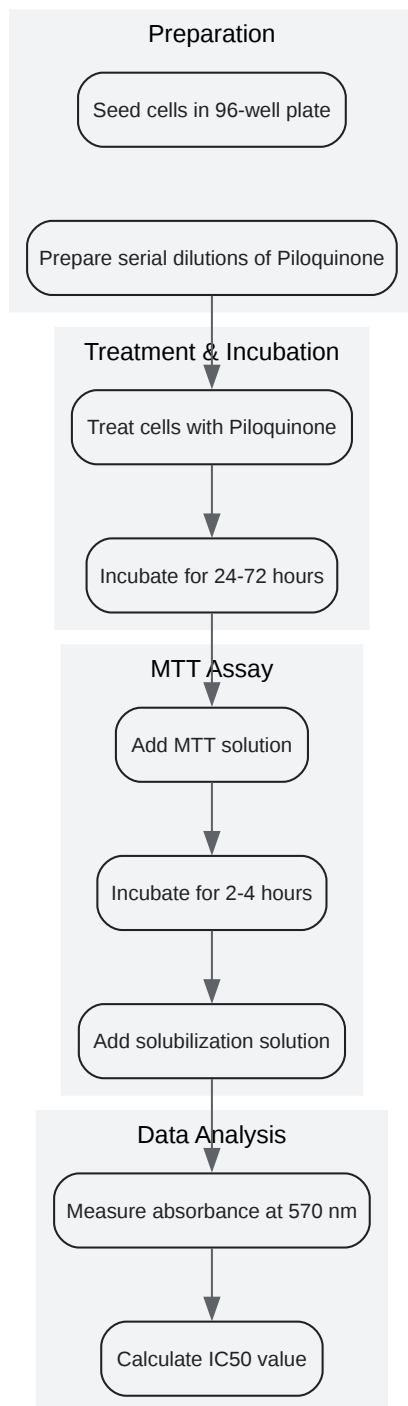 Preparation
Seed cells in 96-well plate
Prepare serial dilutions of Piloquinone
Treatment & Incubation
Treat cells with Piloquinone
Incubate for 24-72 hours
MTT Assay
Add MTT solution
Incubate for 2-4 hours
Add solubilization solution
Data Analysis
Measure absorbance at 570 nm
Calculate IC50 value